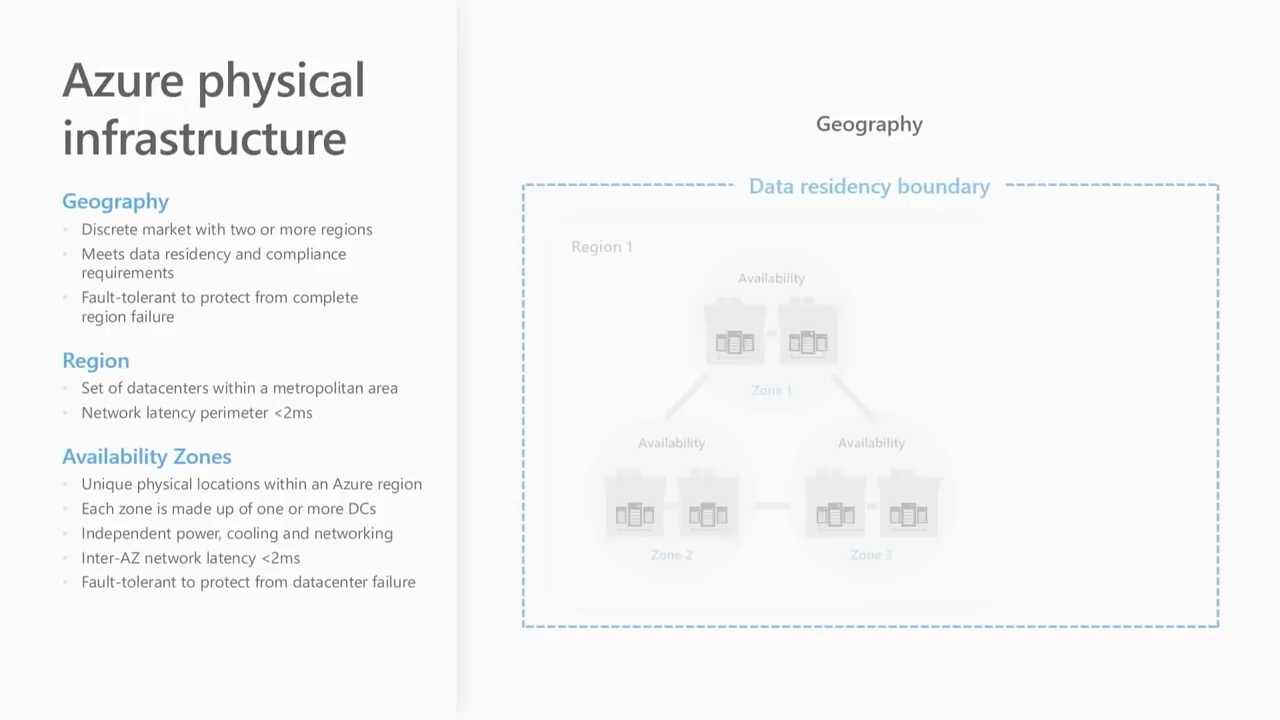 Azure physical
infrastructure
Geography
Discrete market with two or more regions
Meets data residency and compliance
requirements
Fault-tolerant to protect from complete
region failure
Region
Set of datacenters within a metropolitan area
Network latency perimeter <2ms
Availability Zones
Unique physical locations within an Azure region
Each zone is made up of one or more DCs
Independent power, cooling and networking
Inter-AZ network latency <2ms
Fault-tolerant to protect from datacenter failure
Geography
Data residency boundary
Region 1
Availability
Zone 1
Availability
Zone 2
Availability
Zone 3